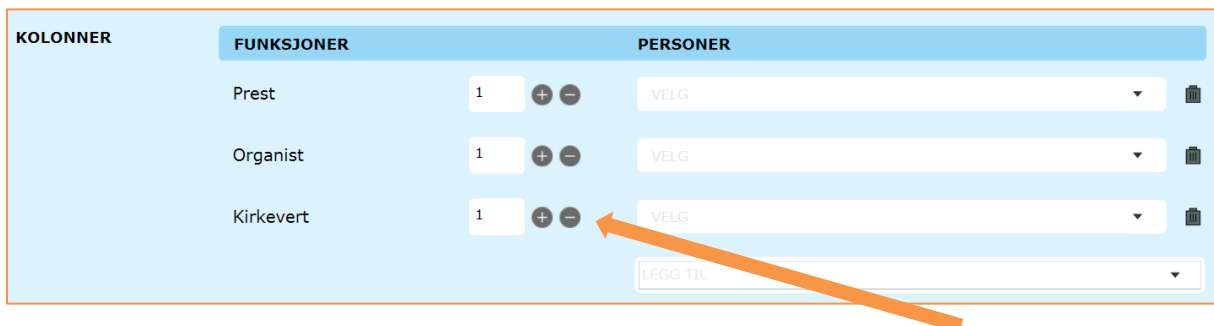 KOLONNER FUNKSJONER PERSONER
Prest 1 VELG
Organist 1 VELG
Kirkevert 1 VELG
LEGG TIL